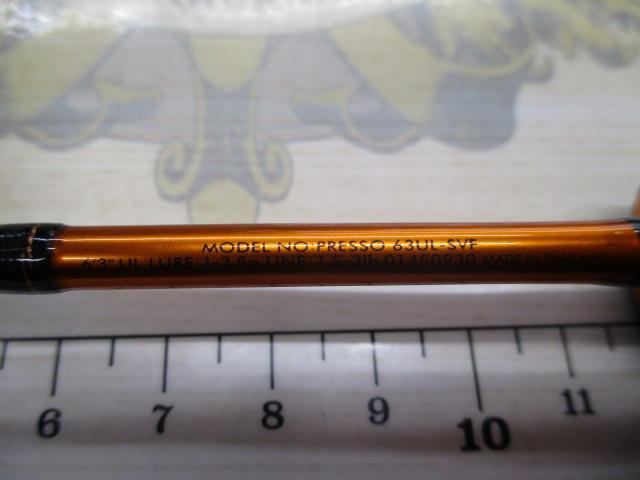 MODEL NO.PRESSO 63UL-SVF
6'3" UL LURE 1-3.5g LINE 1.5-3lb 01450930 MADE IN THAILAND
6 7 8 9 10 11